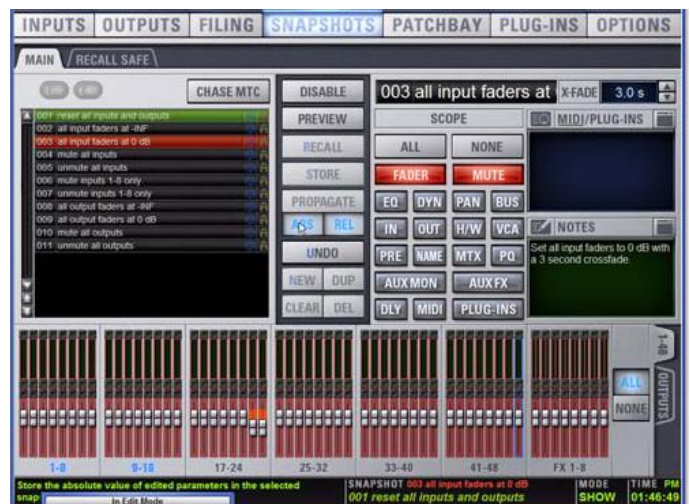 INPUTS OUTPUTS FILING SNAPSHOTS PATCHBAY PLUG-INS OPTIONS
MAIN RECALL SAFE
CHASE MTC
001 reset all inputs and outputs
002 all input faders at -INF
003 all input faders at 0 dB
004 mute all inputs
005 unmute all inputs
006 mute inputs 1-8 only
007 unmute inputs 1-8 only
008 all output faders at -INF
009 all output faders at 0 dB
010 mute all outputs
011 unmute all outputs
DISABLE
PREVIEW
RECALL
STORE
PROPAGATE
ABS REL
UNDO
NEW DUP
CLEAR DEL
003 all input faders at X-FADE 3.0 s
SCOPE
ALL NONE
FADER MUTE
EQ DYN PAN BUS
IN OUT H/W VCA
PRE NAME MTX PQ
AUX MON AUX FX
DLY MIDI PLUG-INS
MIDI/PLUG-INS
NOTES
Set all input faders to 0 dB with
a 3 second crossfade.
1-48
OUTPUTS
ALL
NONE
1-8 9-16 17-24 25-32 33-40 41-48 FX 1-8
Store the absolute value of edited parameters in the selected
snap
In Edit Mode
SNAPSHOT 003 all input faders at 0 dB
001 reset all inputs and outputs
MODE
SHOW
TIME PM
01:46:49